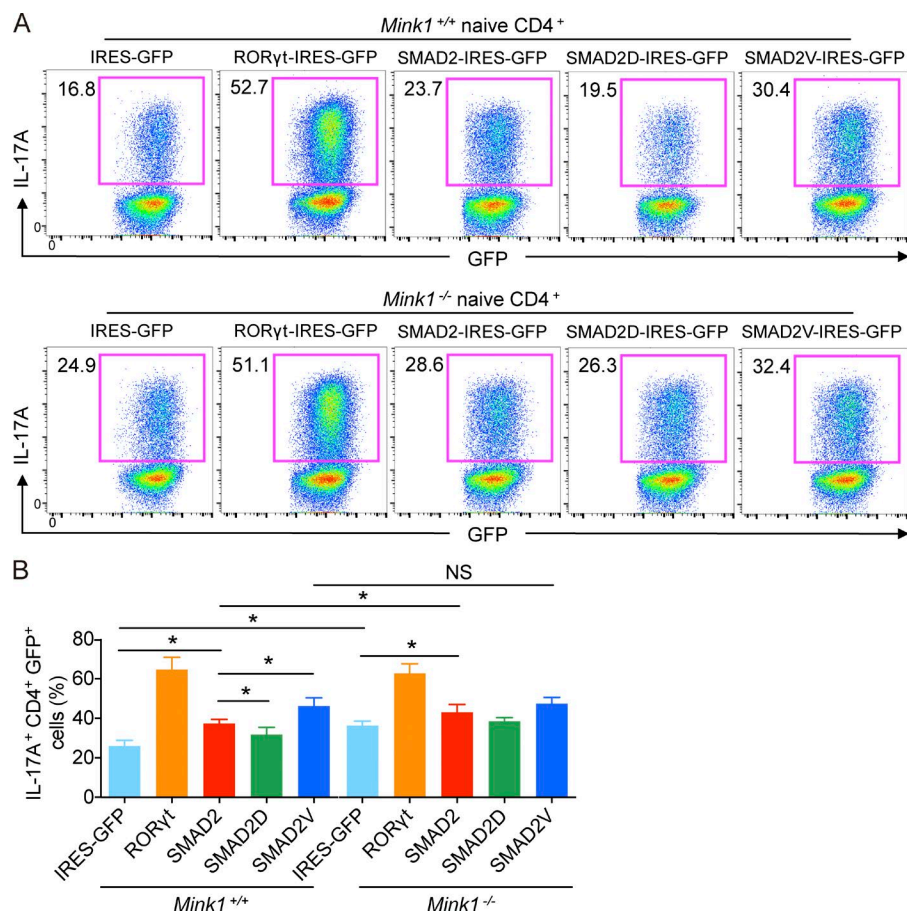 A
Mink1 +/+ naive CD4 +
IRES-GFP RORγt-IRES-GFP SMAD2-IRES-GFP SMAD2D-IRES-GFP SMAD2V-IRES-GFP
16.8 52.7 23.7 19.5 30.4
IL-17A
0
0
GFP
Mink1 -/- naive CD4 +
IRES-GFP RORγt-IRES-GFP SMAD2-IRES-GFP SMAD2D-IRES-GFP SMAD2V-IRES-GFP
24.9 51.1 28.6 26.3 32.4
IL-17A
0
0
GFP
B
NS
*
*
* *
*
*
IL-17A+ CD4+ GFP+
cells (%)
80
60
40
20
0
IRES-GFP RORγt SMAD2 SMAD2D SMAD2V IRES-GFP RORγt SMAD2 SMAD2D SMAD2V
Mink1+/+ Mink1-/-